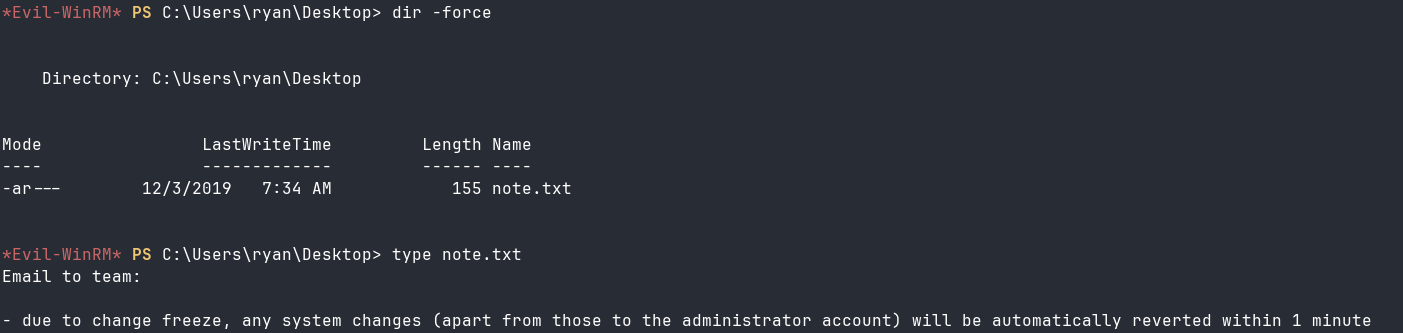 *Evil-WinRM* PS C:\Users\ryan\Desktop> dir -force
Directory: C:\Users\ryan\Desktop
Mode                LastWriteTime         Length Name
----                -------------         ------ ----
-ar---        12/3/2019   7:34 AM            155 note.txt
*Evil-WinRM* PS C:\Users\ryan\Desktop> type note.txt
Email to team:
- due to change freeze, any system changes (apart from those to the administrator account) will be automatically reverted within 1 minute